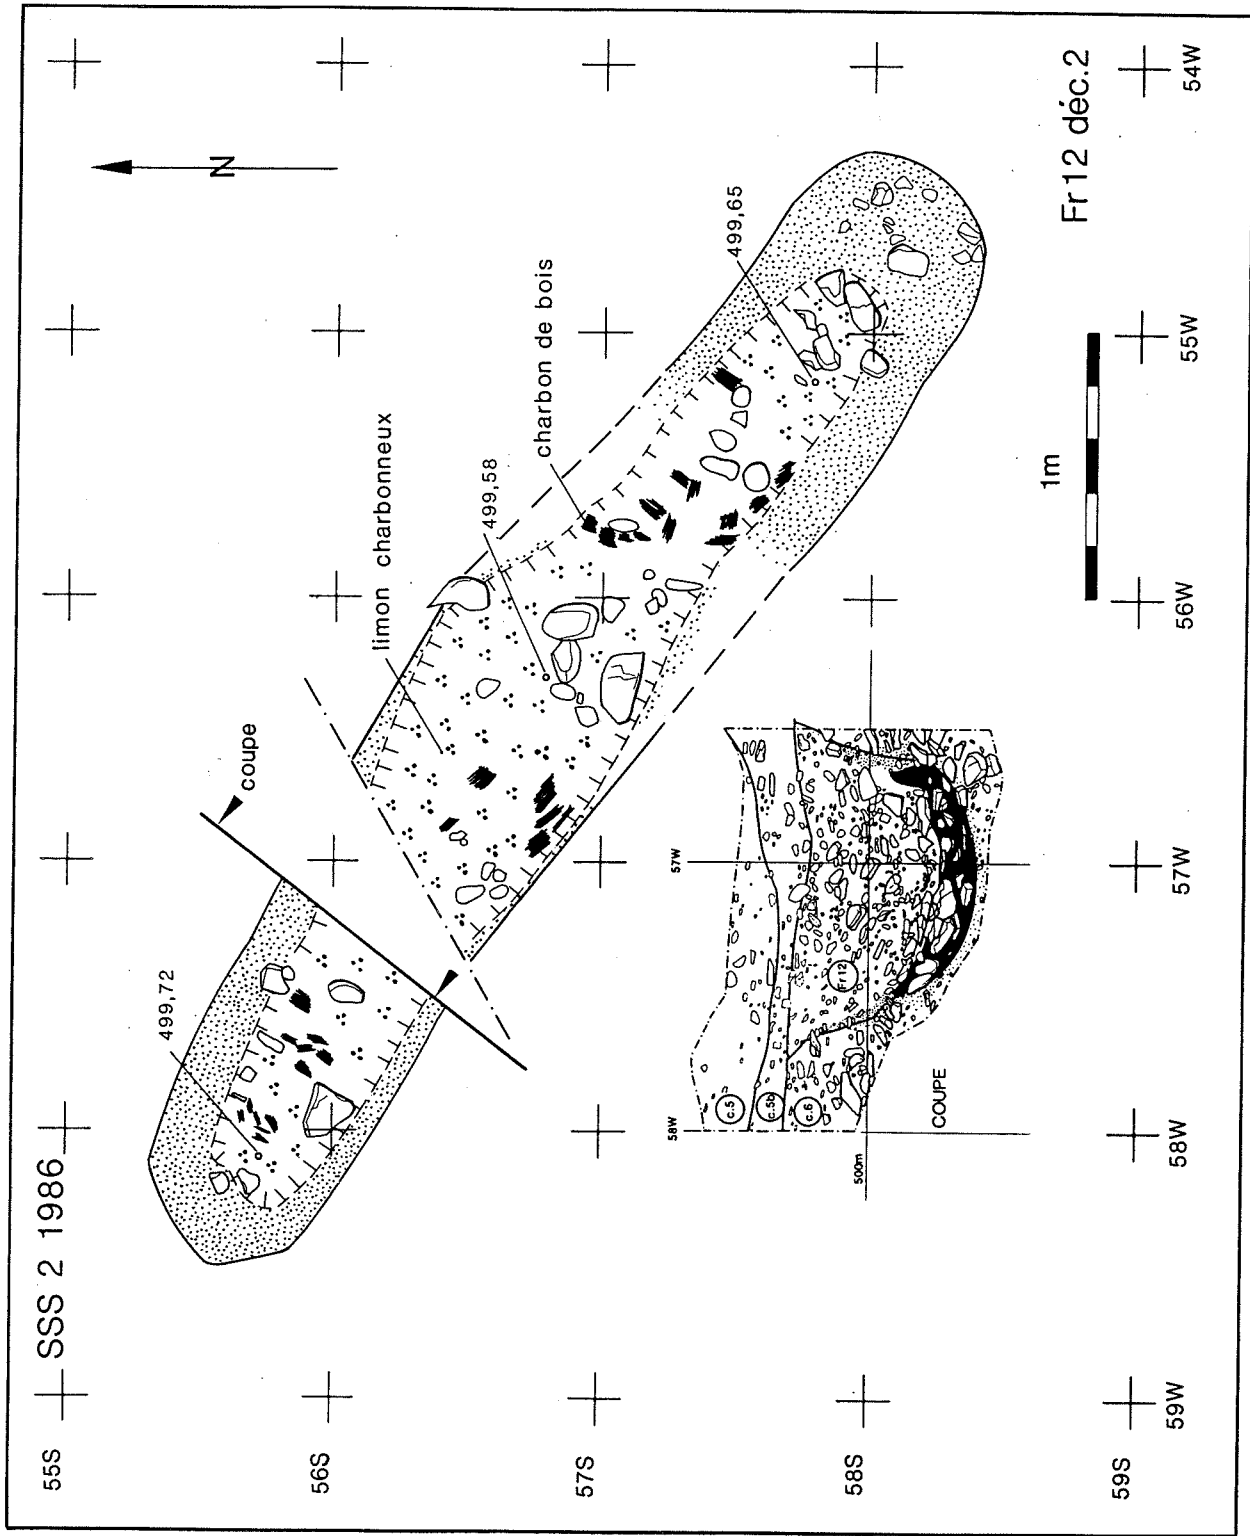 SSS 2 1986
Fr12 déc.2
N
55S
56S
57S
58S
59S
54W
55W
56W
57W
58W
59W
499,72
coupe
limon charbonneux
499,58
charbon de bois
499,65
1m
57W
58W
c.5
c.5b
c.6
Fr12
500m
COUPE